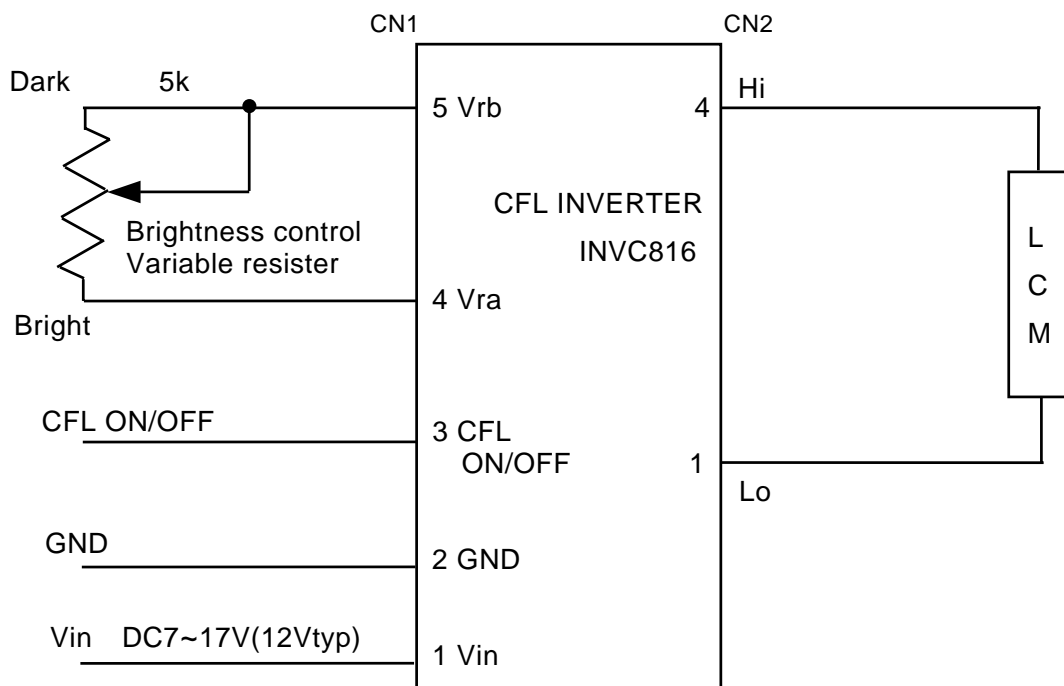 CN1
CN2
Dark
5k
5 Vrb
4
Hi
CFL INVERTER
INVC816
Brightness control
Variable resister
4 Vra
Bright
L
C
M
CFL ON/OFF
3 CFL
ON/OFF
1
Lo
GND
2 GND
Vin DC7~17V(12Vtyp)
1 Vin